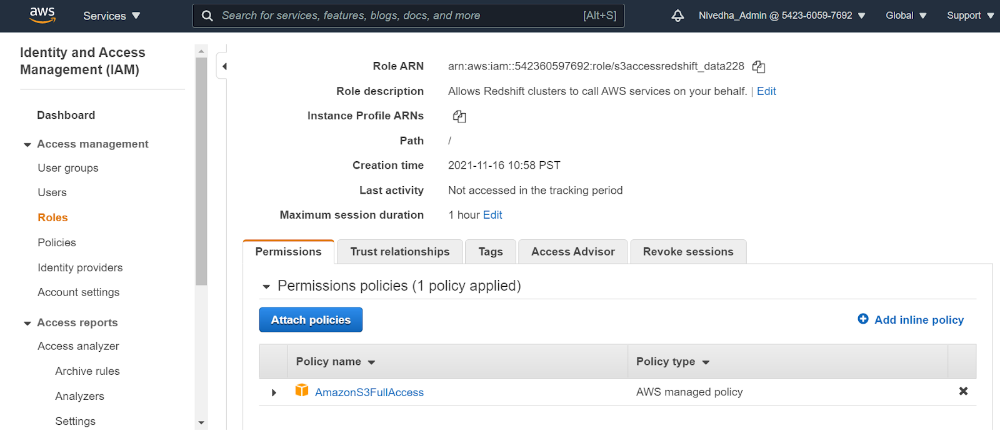 aws
Services
Search for services, features, blogs, docs, and more
[Alt+S]
Nivedha_Admin @ 5423-6059-7692
Global
Support
Identity and Access
Management (IAM)
Dashboard
Access management
User groups
Users
Roles
Policies
Identity providers
Account settings
Access reports
Access analyzer
Archive rules
Analyzers
Settings
Role ARN arn:aws:iam::542360597692:role/s3accessredshift_data228
Role description Allows Redshift clusters to call AWS services on your behalf. | Edit
Instance Profile ARNs
Path /
Creation time 2021-11-16 10:58 PST
Last activity Not accessed in the tracking period
Maximum session duration 1 hour Edit
Permissions
Trust relationships
Tags
Access Advisor
Revoke sessions
Permissions policies (1 policy applied)
Attach policies
Add inline policy
Policy name
Policy type
AmazonS3FullAccess
AWS managed policy